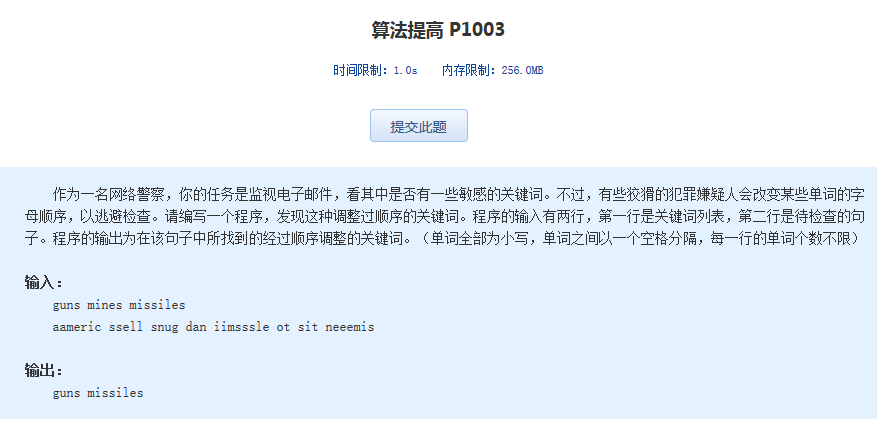 算法提高 P1003
时间限制：1.0s 内存限制：256.0MB
提交此题
作为一名网络警察，你的任务是监视电子邮件，看其中是否有一些敏感的关键词。不过，有些狡猾的犯罪嫌疑人会改变某些单词的字
母顺序，以逃避检查。请编写一个程序，发现这种调整过顺序的关键词。程序的输入有两行，第一行是关键词列表，第二行是待检查的句
子。程序的输出为在该句子中所找到的经过顺序调整的关键词。（单词全部为小写，单词之间以一个空格分隔，每一行的单词个数不限）
输入：
guns mines missiles
aameric ssell snug dan iimsssle ot sit neeemis
输出：
guns missiles